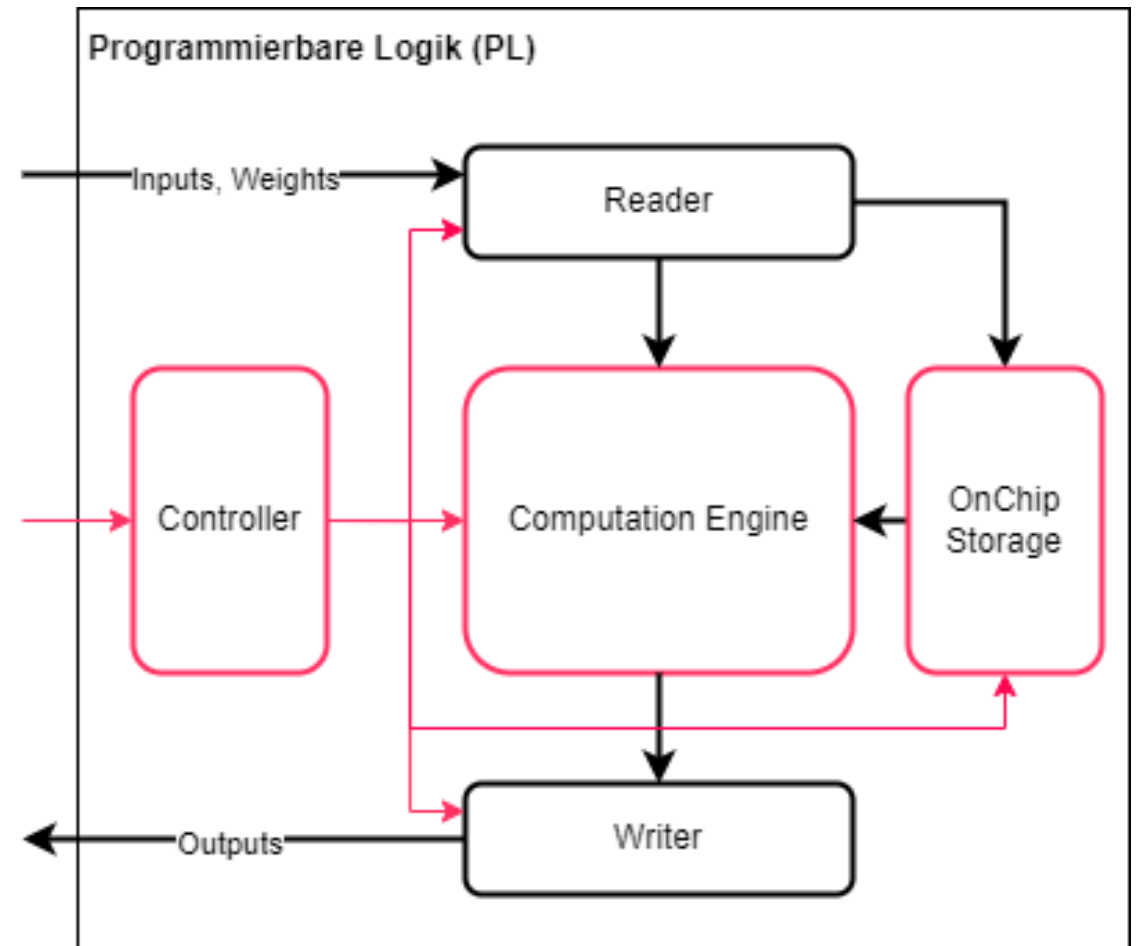 Programmierbare Logik (PL)
Inputs, Weights
Reader
Controller
Computation Engine
OnChip
Storage
Writer
Outputs